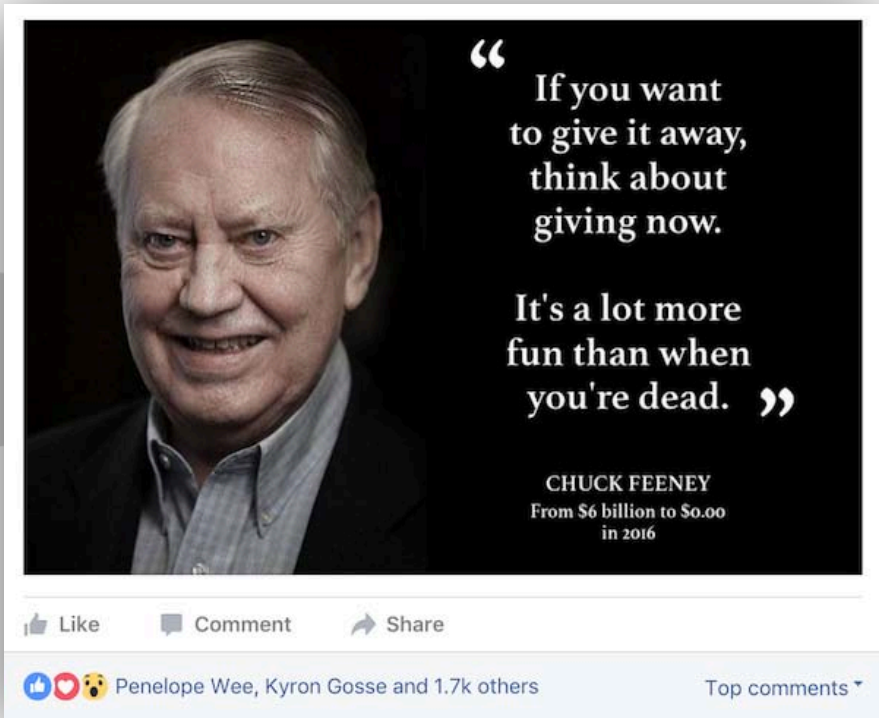 “
If you want
to give it away,
think about
giving now.
It's a lot more
fun than when
you're dead. ”
CHUCK FEENEY
From $6 billion to $0.00
in 2016
Like Comment Share
Penelope Wee, Kyron Gosse and 1.7k others Top comments